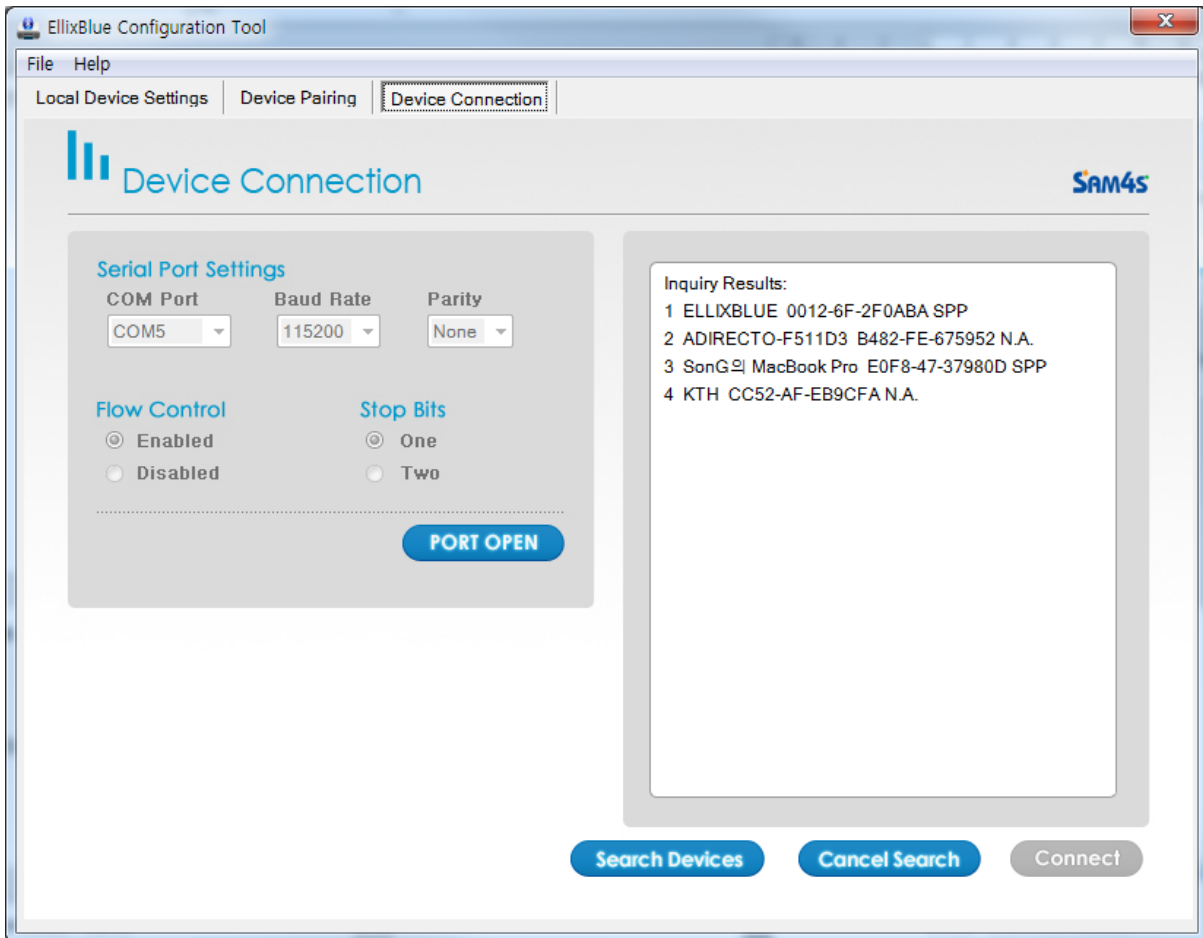 EllixBlue Configuration Tool
File Help
Local Device Settings Device Pairing Device Connection
Device Connection
SAM4S
Serial Port Settings
COM Port Baud Rate Parity
COM5 115200 None
Flow Control Stop Bits
Enabled One
Disabled Two
PORT OPEN
Inquiry Results:
1 ELLIXBLUE 0012-6F-2F0ABA SPP
2 ADIRECTO-F511D3 B482-FE-675952 N.A.
3 SonG의 MacBook Pro E0F8-47-37980D SPP
4 KTH CC52-AF-EB9CFA N.A.
Search Devices Cancel Search Connect